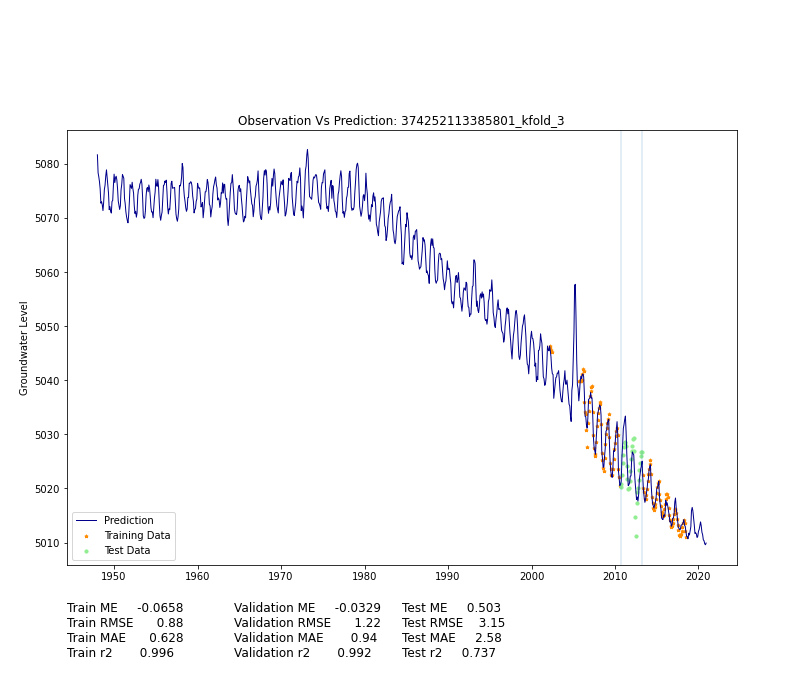 Observation Vs Prediction: 374252113385801_kfold_3
Groundwater Level
5080
5070
5060
5050
5040
5030
5020
5010
1950 1960 1970 1980 1990 2000 2010 2020
Prediction
Training Data
Test Data
Train ME -0.0658 Validation ME -0.0329 Test ME 0.503
Train RMSE 0.88 Validation RMSE 1.22 Test RMSE 3.15
Train MAE 0.628 Validation MAE 0.94 Test MAE 2.58
Train r2 0.996 Validation r2 0.992 Test r2 0.737